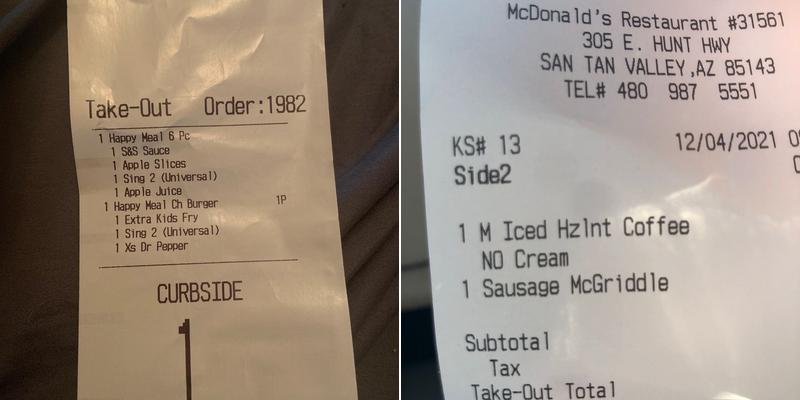 Take-Out Order:1982
1 Happy Meal 6 Pc
1 S&S Sauce
1 Apple Slices
1 Sing 2 (Universal)
1 Apple Juice
1 Happy Meal Ch Burger 1P
1 Extra Kids Fry
1 Sing 2 (Universal)
1 Xs Dr Pepper
CURBSIDE
1
McDonald's Restaurant #31561
305 E. HUNT HWY
SAN TAN VALLEY,AZ 85143
TEL# 480 987 5551
KS# 13 12/04/2021
Side2
1 M Iced Hzlnt Coffee
NO Cream
1 Sausage McGriddle
Subtotal
Tax
Take-Out Total